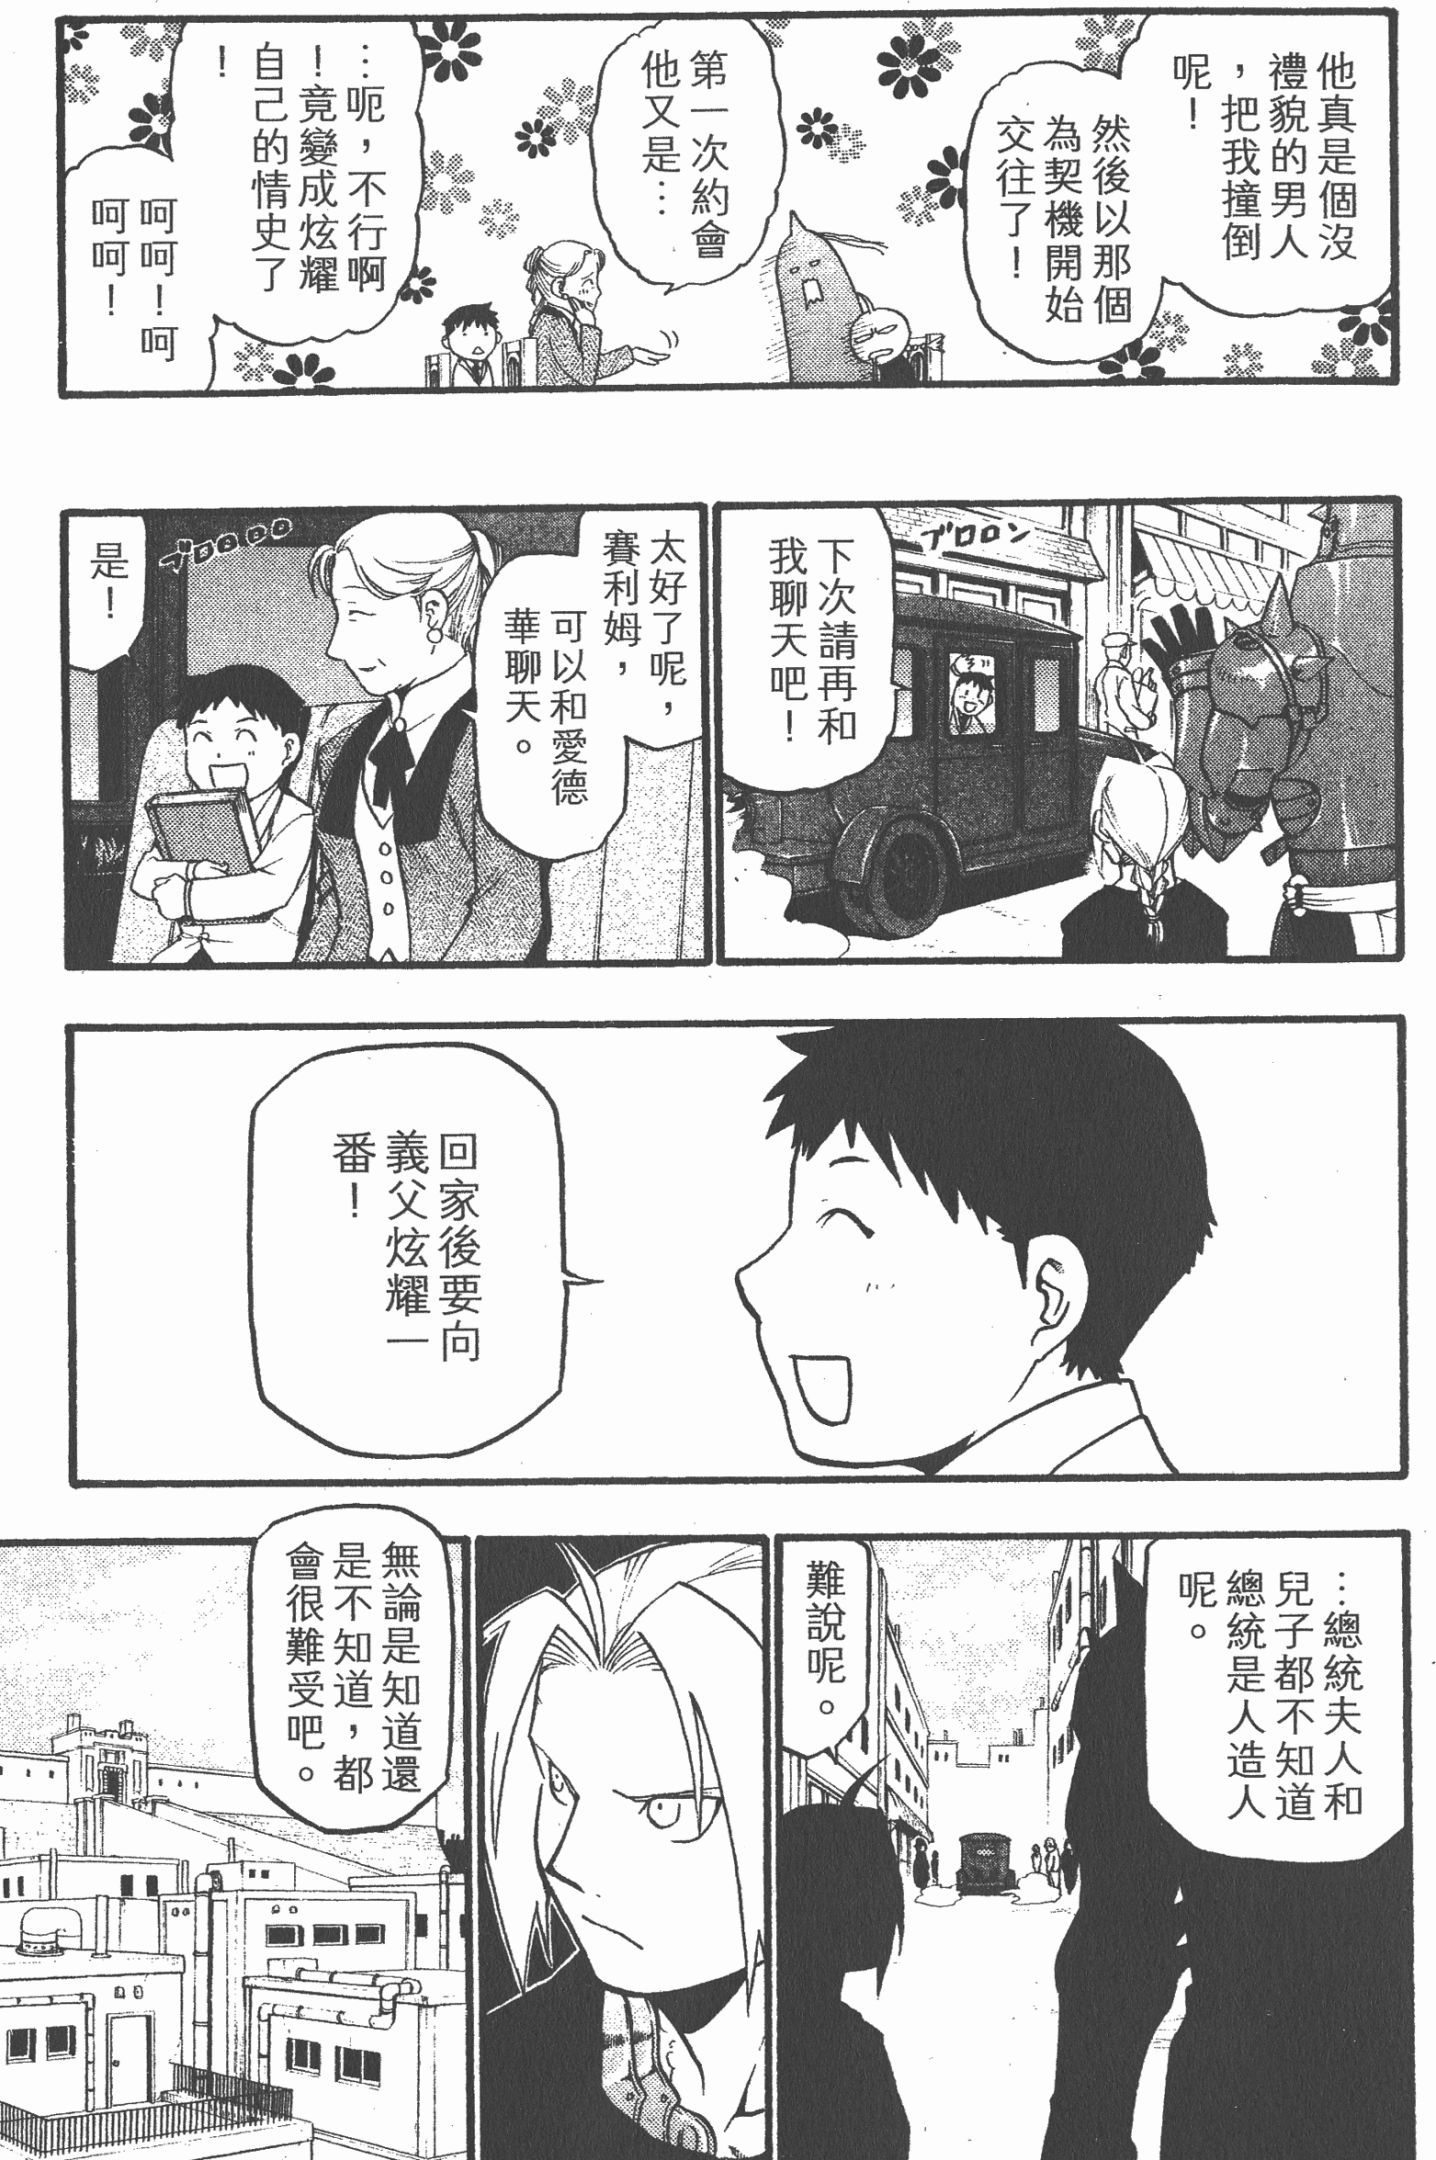 他真是個沒
禮貌的男人
，把我撞倒
呢！
然後以那個
為契機開始
交往了！
第一次約會
他又是…
…呃，不行啊
！竟變成炫耀
自己的情史了
！
呵呵！呵
呵呵！
下次請再和
我聊天吧！
ブロロン
太好了呢，
賽利姆，
可以和愛德
華聊天。
ブロロロロ
是！
回家後要向
義父炫耀一
番！
…總統夫人和
兒子都不知道
總統是人造人
呢。
難說呢。
無論是知道還
是不知道，都
會很難受吧。